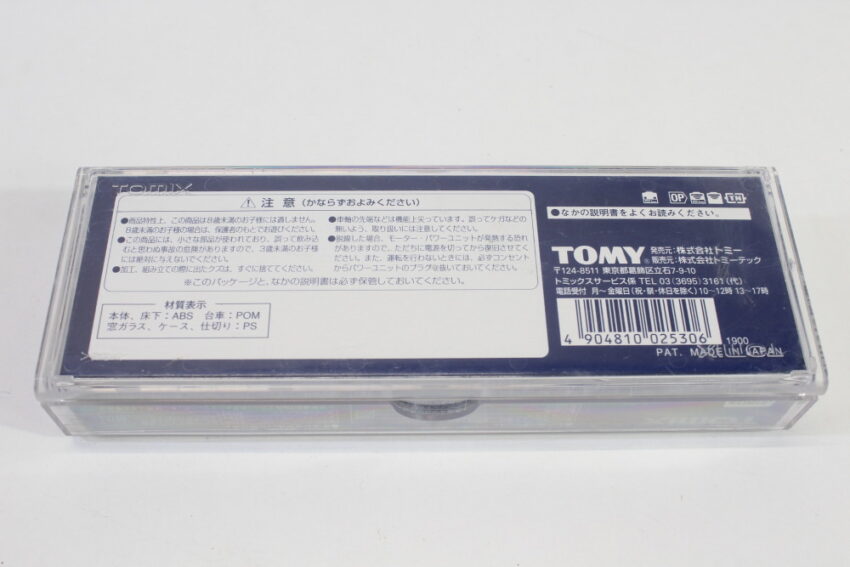 TOMIX
⚠ 注 意 (かならずおよみください)
●商品特性上、この商品は8歳未満のお子様には適しません。
8歳未満のお子様の場合は、保護者のもとでお遊びください。
●この商品には、小さな部品が使われており、誤って飲み込
むと思わぬ事故の危険がありますので、3歳未満のお子様
には絶対に与えないでください。
●加工、組み立ての際に出たクズは、すぐに捨ててください。
●車軸の先端などは機能上尖っています。誤ってケガなどの
無いよう、取り扱いには注意してください。
●脱線した場合、モーター・パワーユニットが発熱する恐れ
がありますので、ただちに電源を切ってから復旧させてく
ださい。また、運転を行わないときには、必ずコンセント
からパワーユニットのプラグを抜いておいてください。
※このパッケージと、なかの説明書は必ず保管しておいてください。
材質表示
本体、床下：ABS 台車：POM
窓ガラス、ケース、仕切り：PS
OP
TN
●なかの説明書をよくお読みください。
TOMY® 発売元：株式会社トミー
販売元：株式会社トミーテック
〒124-8511 東京都葛飾区立石7-9-10
トミックスサービス係 TEL 03(3695)3161(代)
電話受付 月〜金曜日(祝・祭・休日を除く) 10〜12時 13〜17時
4 904810 025306
1900
PAT. MADE IN JAPAN